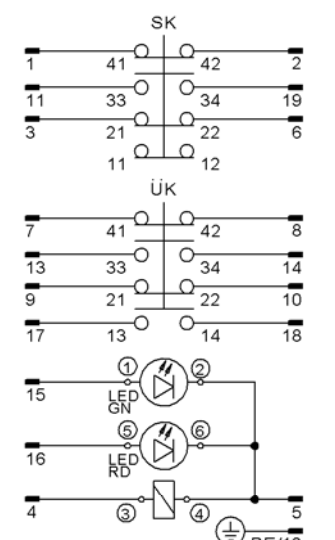 SK
1 41 42 2
11 33 34 19
3 21 22 6
11 12
ÜK
7 41 42 8
13 33 34 14
9 21 22 10
17 13 14 18
15 1 2
LED
GN
16 5 6
LED
RD
4 3 4 5